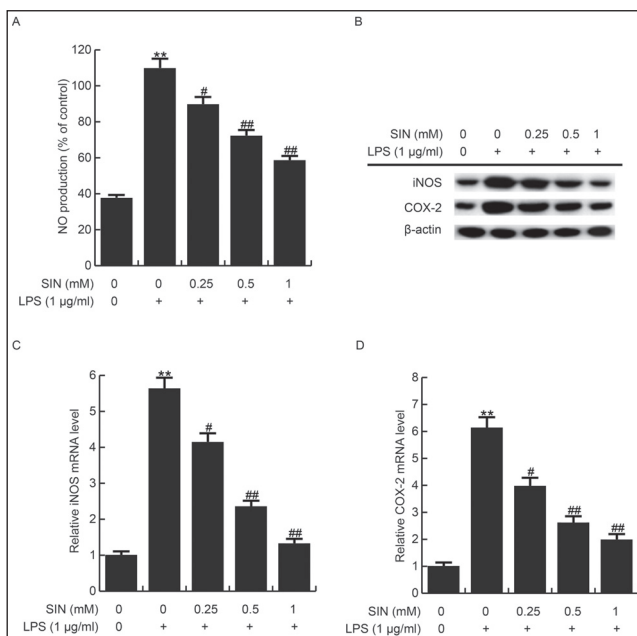 A
NO production (% of control)
120
100
80
60
40
20
0
**
#
##
##
SIN (mM) 0 0 0.25 0.5 1
LPS (1 µg/ml) 0 + + + +
B
SIN (mM) 0 0 0.25 0.5 1
LPS (1 µg/ml) 0 + + + +
iNOS
COX-2
β-actin
C
Relative iNOS mRNA level
6
5
4
3
2
1
0
**
#
##
##
SIN (mM) 0 0 0.25 0.5 1
LPS (1 µg/ml) 0 + + + +
D
Relative COX-2 mRNA level
8
7
6
5
4
3
2
1
0
**
#
##
##
SIN (mM) 0 0 0.25 0.5 1
LPS (1 µg/ml) 0 + + + +